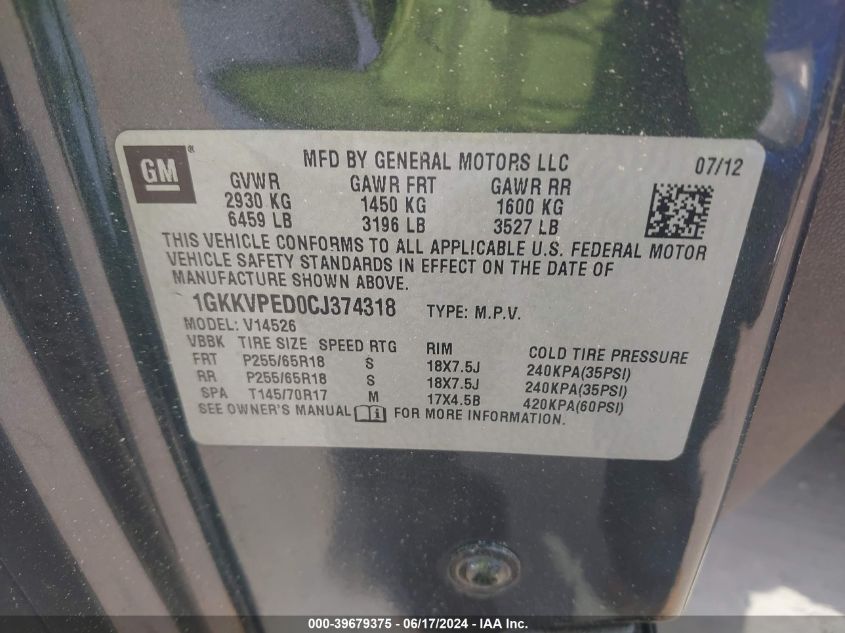 GM
MFD BY GENERAL MOTORS LLC 07/12
GVWR GAWR FRT GAWR RR
2930 KG 1450 KG 1600 KG
6459 LB 3196 LB 3527 LB
THIS VEHICLE CONFORMS TO ALL APPLICABLE U.S. FEDERAL MOTOR
VEHICLE SAFETY STANDARDS IN EFFECT ON THE DATE OF
MANUFACTURE SHOWN ABOVE.
1GKKVPED0CJ374318 TYPE: M.P.V.
MODEL: V14526
VBBK TIRE SIZE SPEED RTG RIM COLD TIRE PRESSURE
FRT P255/65R18 S 18X7.5J 240KPA(35PSI)
RR P255/65R18 S 18X7.5J 240KPA(35PSI)
SPA T145/70R17 M 17X4.5B 420KPA(60PSI)
SEE OWNER'S MANUAL FOR MORE INFORMATION.
000-39679375 - 06/17/2024 - IAA, Inc.